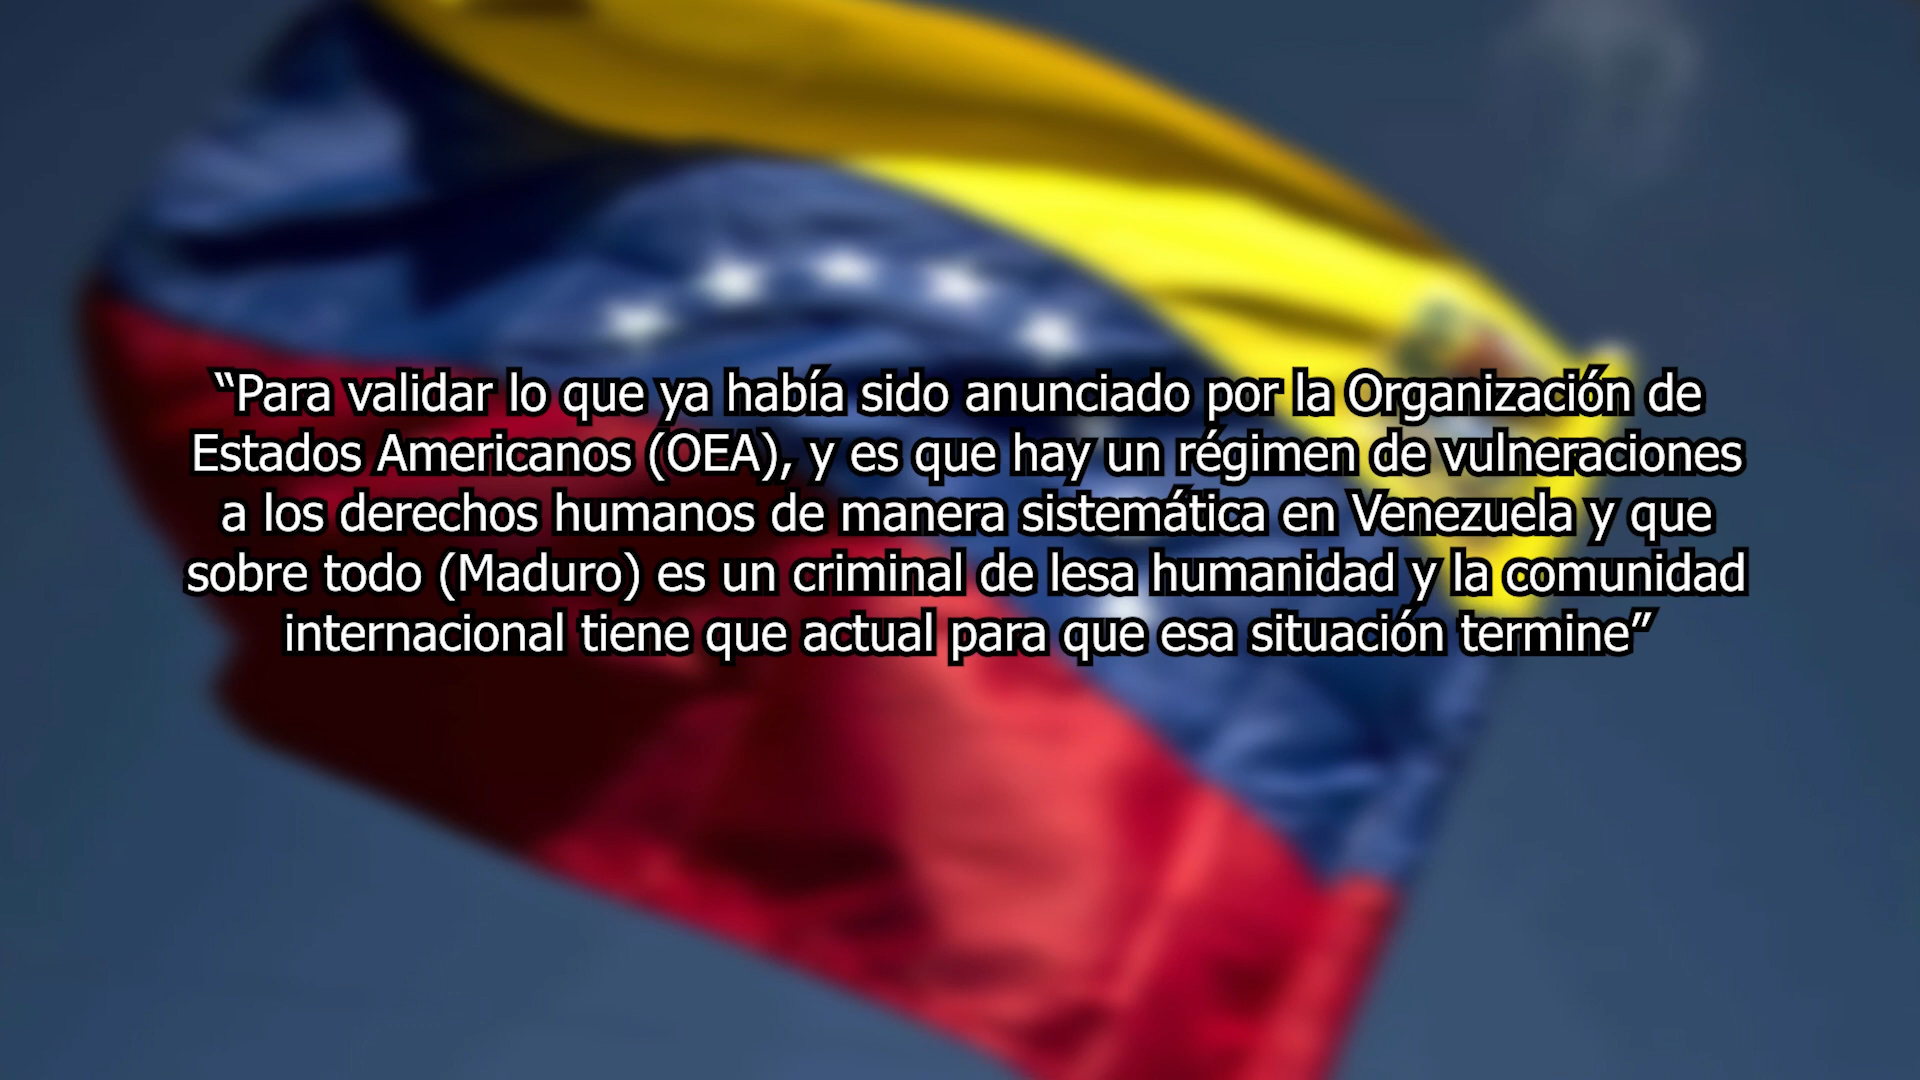 “Para validar lo que ya había sido anunciado por la Organización de
Estados Americanos (OEA), y es que hay un régimen de vulneraciones
a los derechos humanos de manera sistemática en Venezuela y que
sobre todo (Maduro) es un criminal de lesa humanidad y la comunidad
internacional tiene que actual para que esa situación termine”